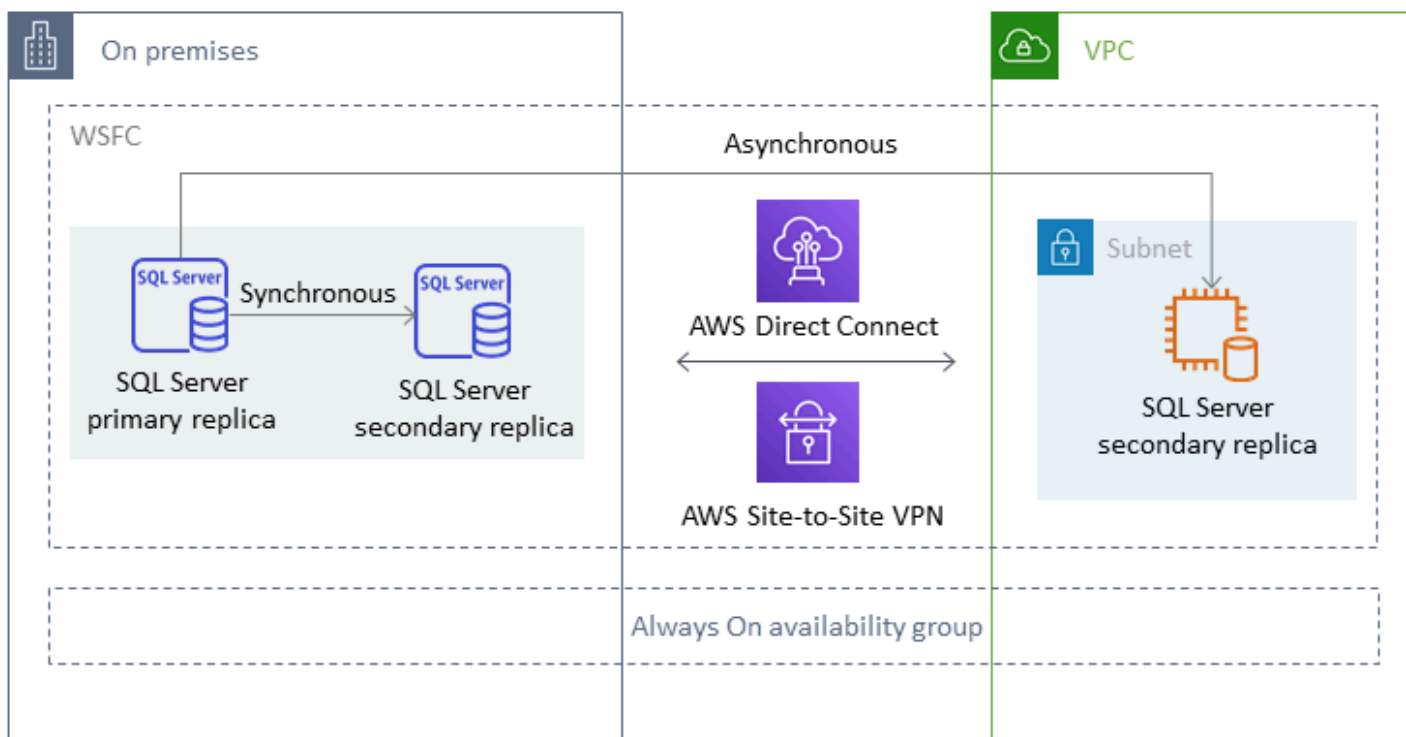 On premises
VPC
WSFC
Asynchronous
Subnet
SQL Server
Synchronous
SQL Server
AWS Direct Connect
SQL Server
primary replica
SQL Server
secondary replica
SQL Server
secondary replica
AWS Site-to-Site VPN
Always On availability group